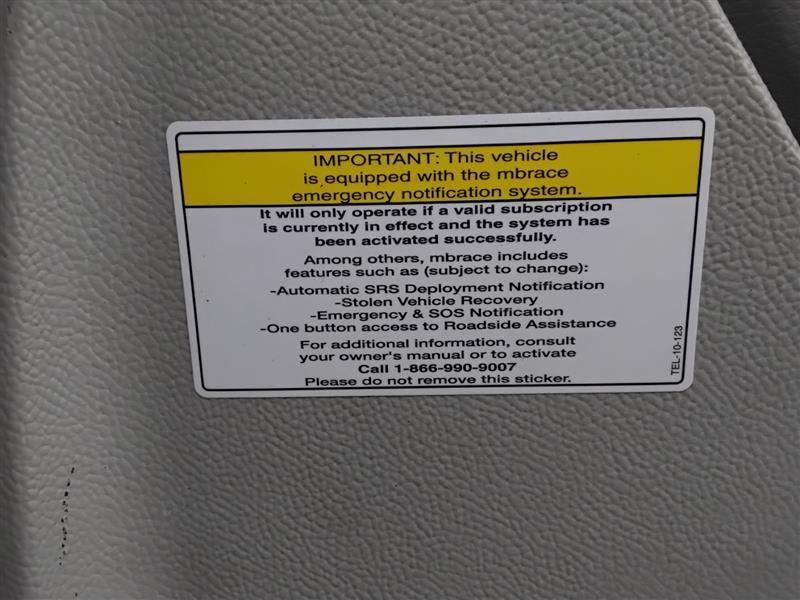 IMPORTANT: This vehicle
is equipped with the mbrace
emergency notification system.
It will only operate if a valid subscription
is currently in effect and the system has
been activated successfully.
Among others, mbrace includes
features such as (subject to change):
-Automatic SRS Deployment Notification
-Stolen Vehicle Recovery
-Emergency & SOS Notification
-One button access to Roadside Assistance
For additional information, consult
your owner's manual or to activate
Call 1-866-990-9007
Please do not remove this sticker.
TEL-10-123